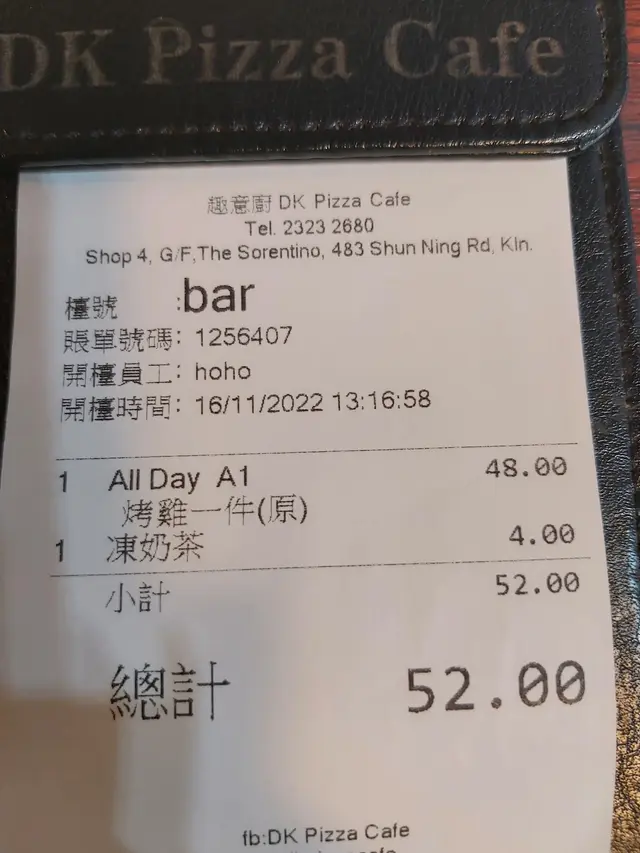 DK Pizza Cafe
趣意廚 DK Pizza Cafe
Tel. 2323 2680
Shop 4, G/F,The Sorentino, 483 Shun Ning Rd, Kln.
檯號 :bar
賬單號碼: 1256407
開檯員工: hoho
開檯時間: 16/11/2022 13:16:58
1 All Day A1 48.00
烤雞一件(原)
1 凍奶茶 4.00
小計 52.00
總計 52.00
fb:DK Pizza Cafe